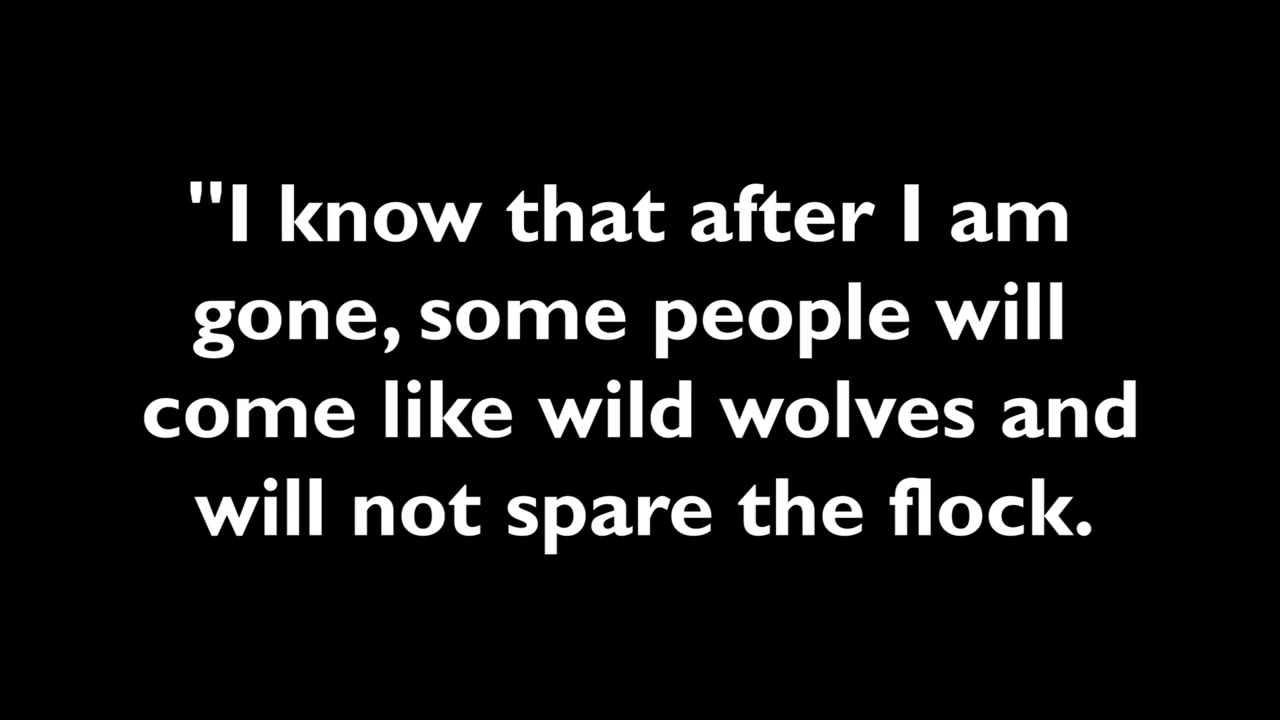 "I know that after I am
gone, some people will
come like wild wolves and
will not spare the flock.